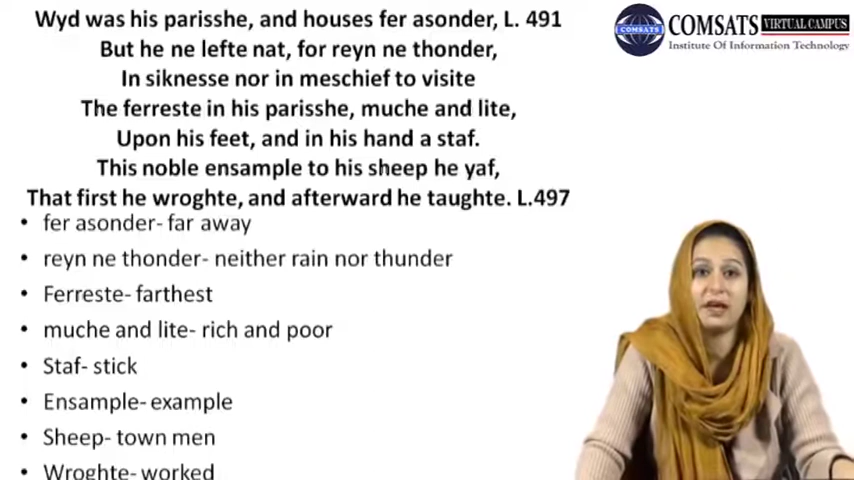 Wyd was his parisshe, and houses fer asonder, L. 491
But he ne lefte nat, for reyn ne thonder,
In siknesse nor in meschief to visite
The ferreste in his parisshe, muche and lite,
Upon his feet, and in his hand a staf.
This noble ensample to his sheep he yaf,
That first he wroghte, and afterward he taughte. L.497
• fer asonder- far away
• reyn ne thonder- neither rain nor thunder
• Ferreste- farthest
• muche and lite- rich and poor
• Staf- stick
• Ensample- example
• Sheep- town men
• Wroghte- worked
COMSATS
COMSATS VIRTUAL CAMPUS
Institute Of Information Technology